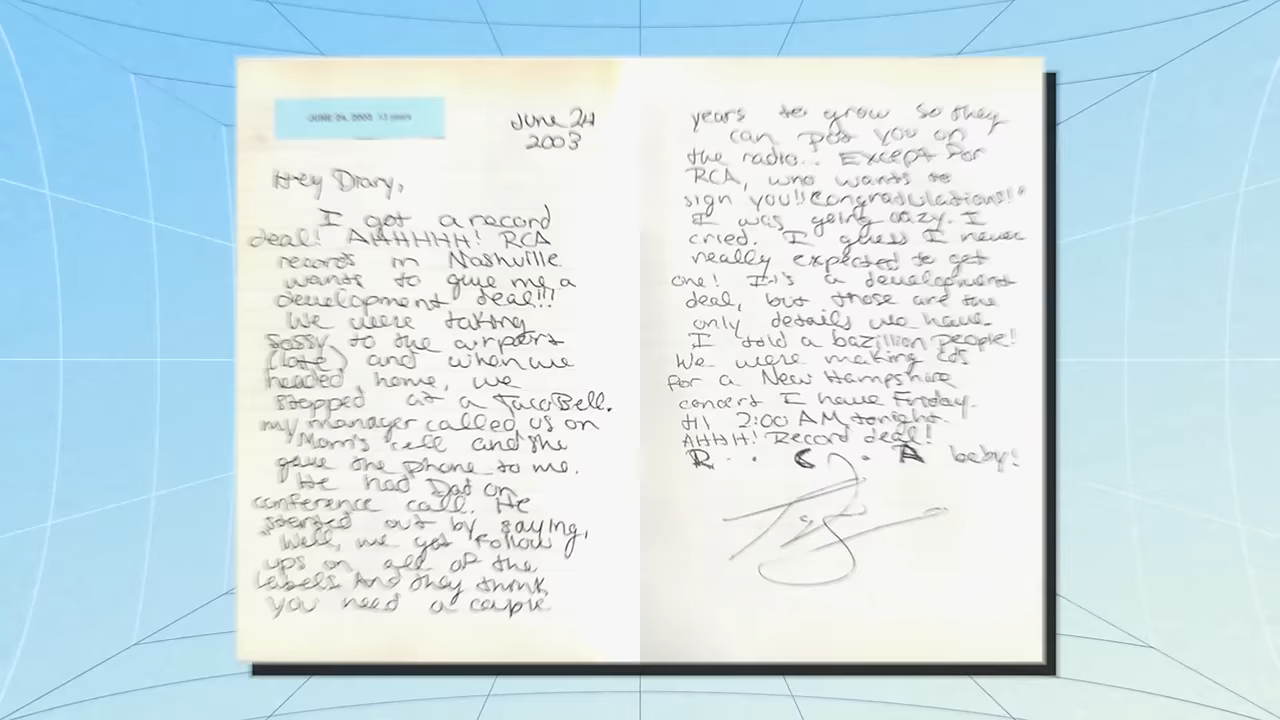 JUNE 24, 2003 13 years
June 24
2003
Hey Diary,
I got a record
deal! AHHHHH! RCA
records in Nashville
wants to give me a
development deal!!!
We were taking
Sassy to the airport
(late) and when we
headed home, we
stopped at a Taco Bell.
my manager called us on
Mom's cell and she
gave the phone to me.
He had Dad on
conference call. He
started out by saying,
"Well, we got follow
ups on all of the
labels And they think
you need a couple
years to grow so they
can put you on
the radio... Except for
RCA, who wants to
sign you!! Congradulations!!"
I was going cazy. I
cried. I guess I never
really expected to get
one! It's a development
deal, but those are the
only details we have.
I told a bazillion people!
We were making cds
for a New Hampshire
concert I have Friday.
til 2:00 AM tonight.
AHHH! Record deal!
R . . C . . A baby!